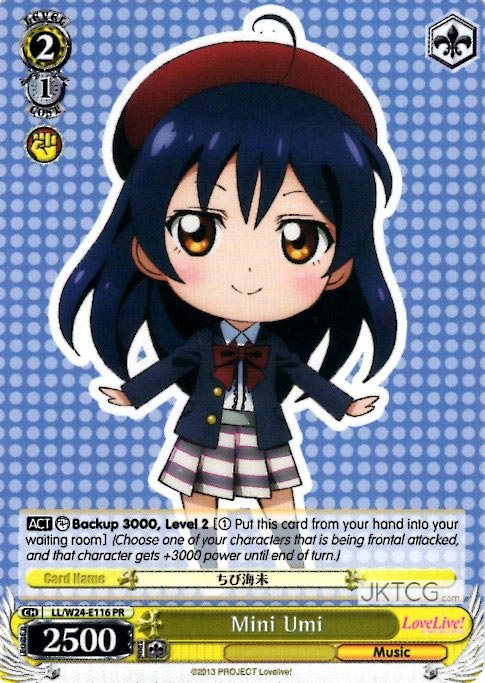 LEVEL
2
1
COST
ACT Backup 3000, Level 2 [① Put this card from your hand into your
waiting room] (Choose one of your characters that is being frontal attacked,
and that character gets +3000 power until end of turn.)
Card Name
ちび海未
JKTCG.com
CH LL/W24-E116 PR
Mini Umi
LoveLive!
POWER 2500
Music
©2013 PROJECT Lovelive!